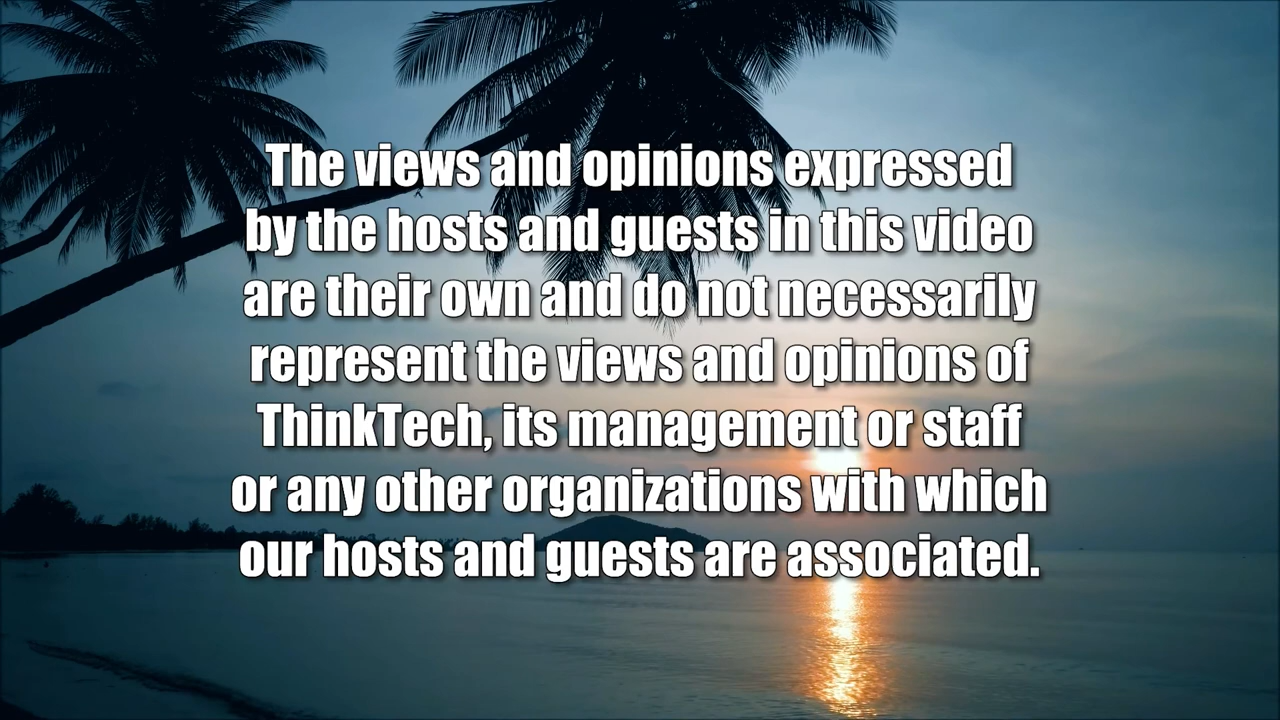 The views and opinions expressed
by the hosts and guests in this video
are their own and do not necessarily
represent the views and opinions of
ThinkTech, its management or staff
or any other organizations with which
our hosts and guests are associated.